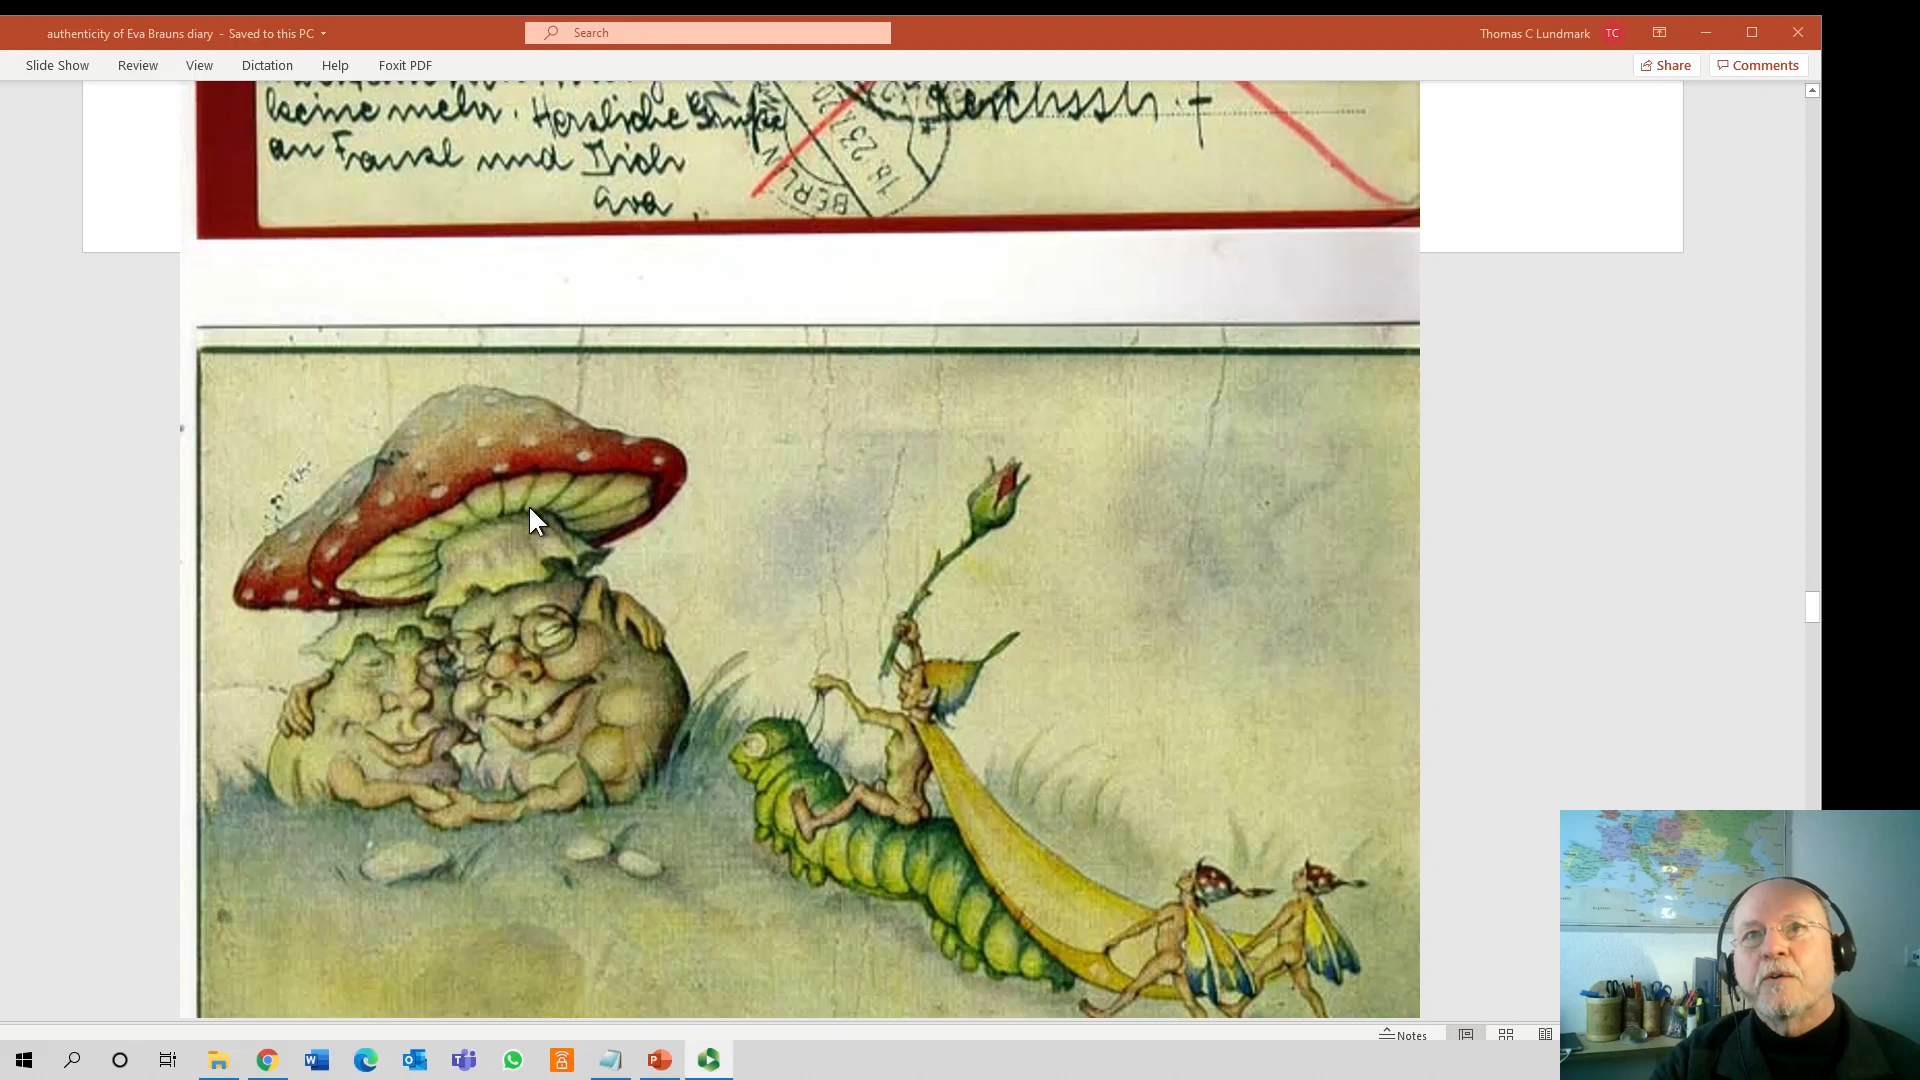 authenticity of Eva Brauns diary - Saved to this PC
Search
Thomas C Lundmark
TC
Slide Show
Review
View
Dictation
Help
Foxit PDF
Share
Comments
keine mehr. Herzliche Grüße
an Franzl und Dich
Eva
BERLIN
Notes